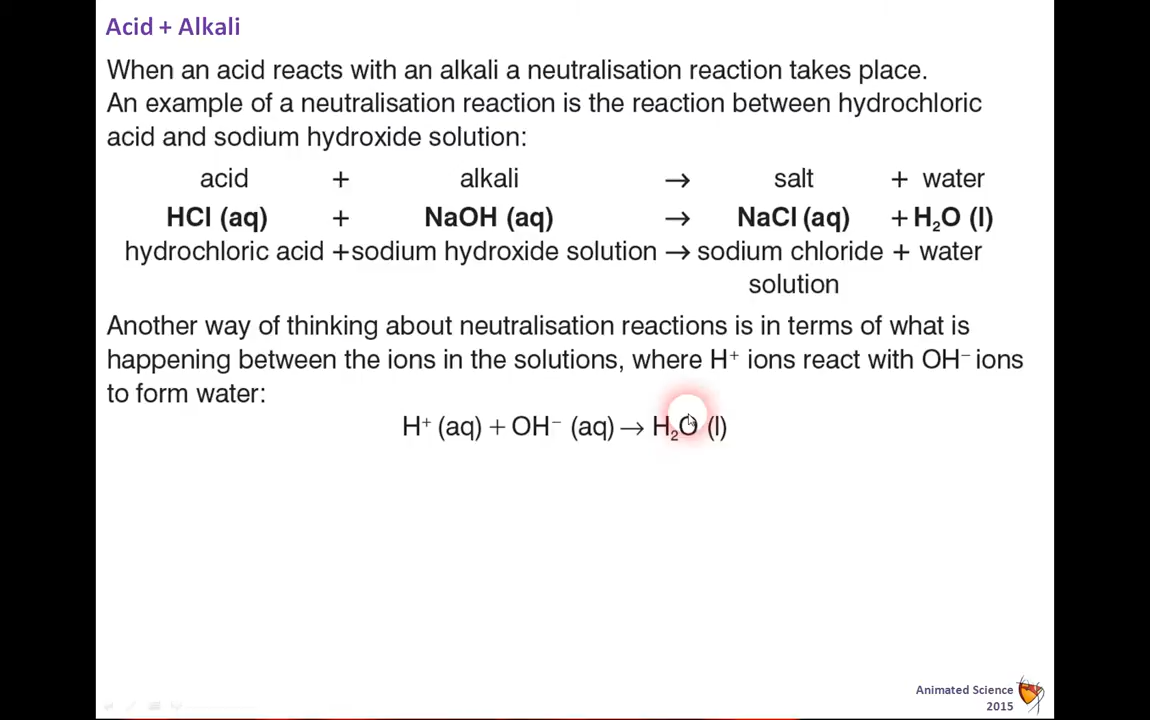 Acid + Alkali
When an acid reacts with an alkali a neutralisation reaction takes place.
An example of a neutralisation reaction is the reaction between hydrochloric
acid and sodium hydroxide solution:
acid + alkali → salt + water
HCl (aq) + NaOH (aq) → NaCl (aq) + H₂O (l)
hydrochloric acid + sodium hydroxide solution → sodium chloride + water
solution
Another way of thinking about neutralisation reactions is in terms of what is
happening between the ions in the solutions, where H⁺ ions react with OH⁻ ions
to form water:
H⁺ (aq) + OH⁻ (aq) → H₂O (l)
Animated Science
2015